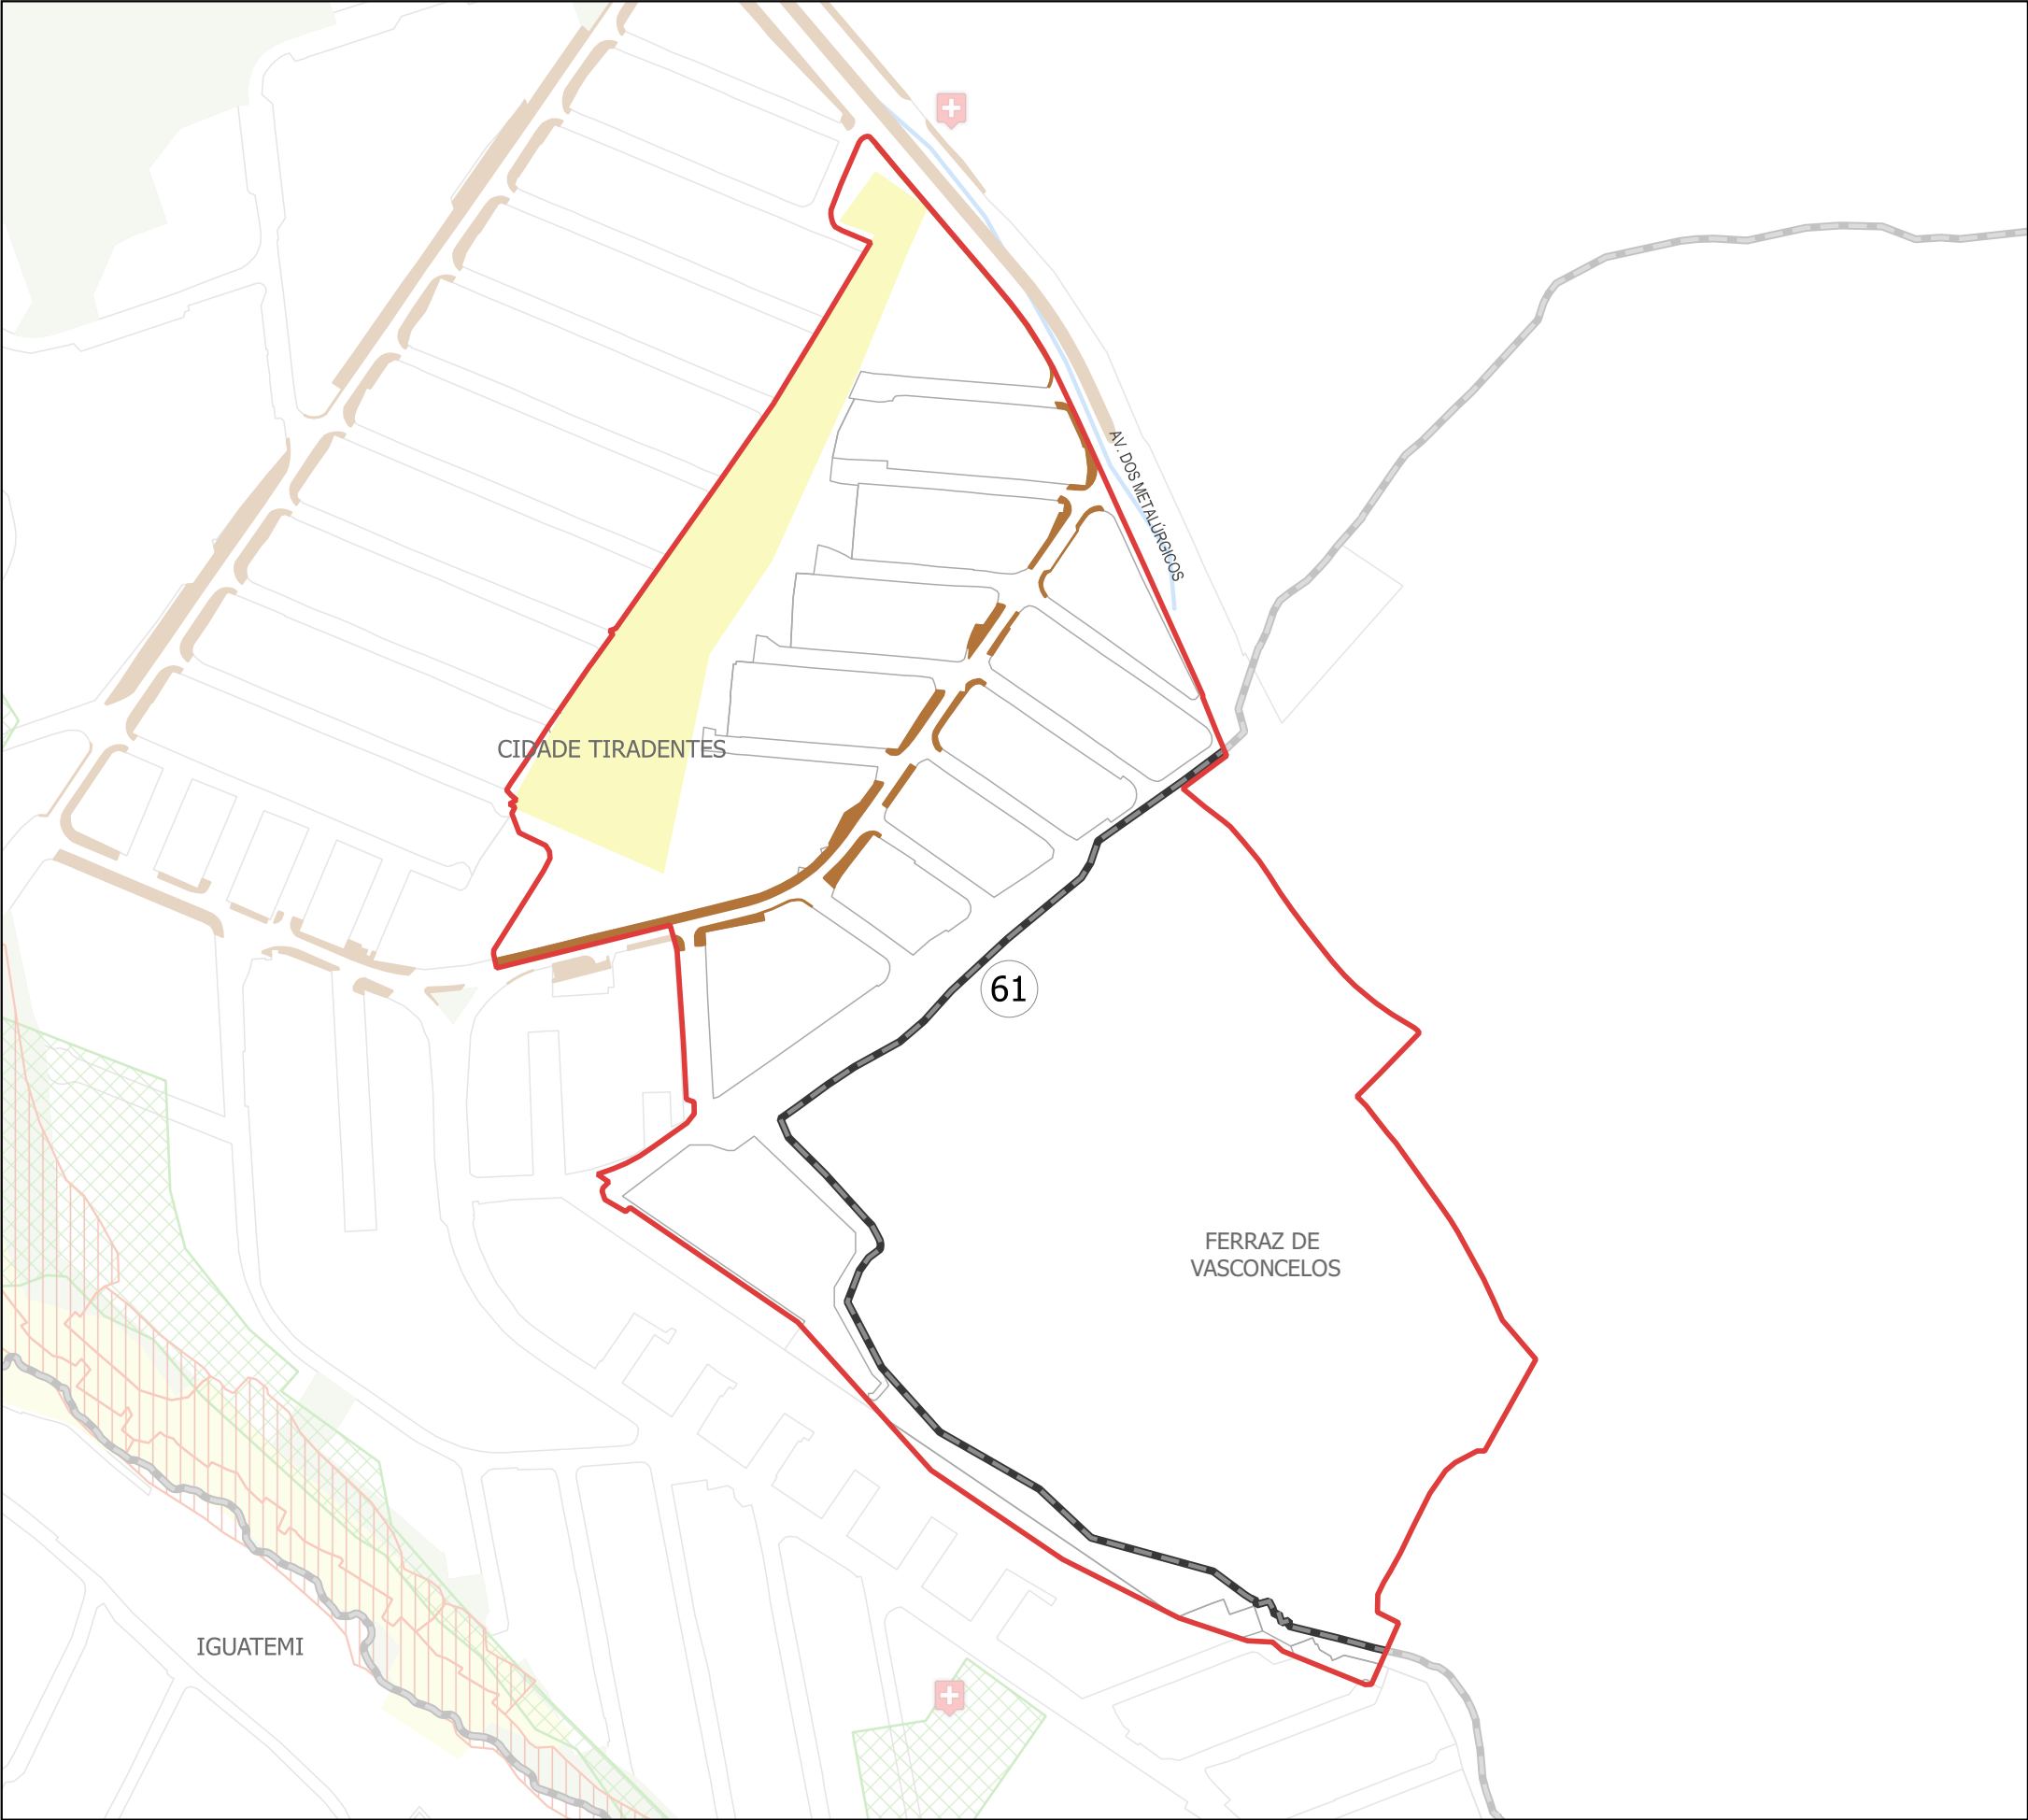 AV. DOS METALÚRGICOS
CIDADE TIRADENTES
61
FERRAZ DE
VASCONCELOS
IGUATEMI